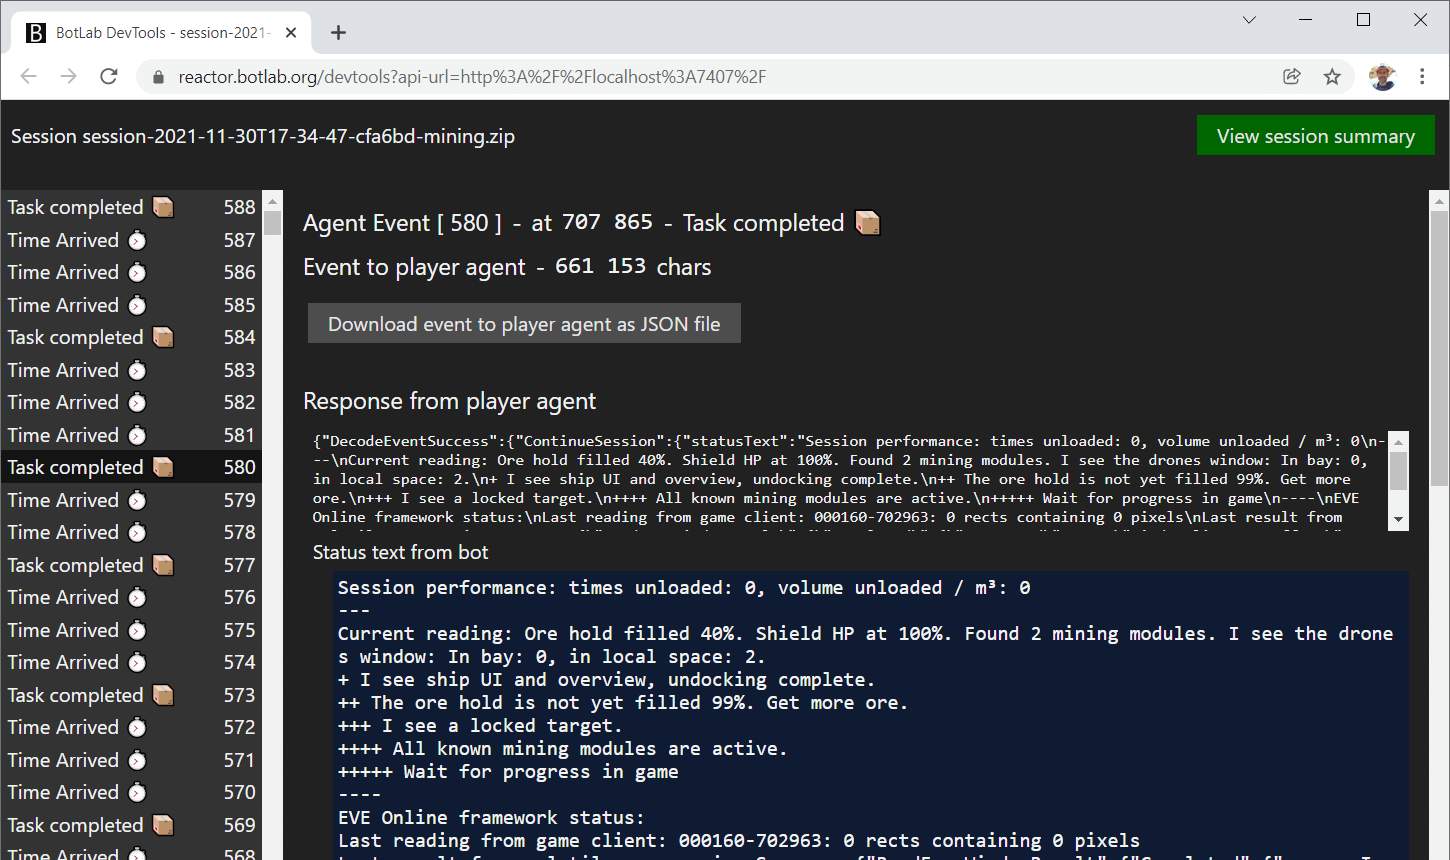 BotLab DevTools - session-2021-
reactor.botlab.org/devtools?api-url=http%3A%2F%2Flocalhost%3A7407%2F
Session session-2021-11-30T17-34-47-cfa6bd-mining.zip
View session summary
Task completed 588
Time Arrived 587
Time Arrived 586
Time Arrived 585
Task completed 584
Time Arrived 583
Time Arrived 582
Time Arrived 581
Task completed 580
Time Arrived 579
Time Arrived 578
Task completed 577
Time Arrived 576
Time Arrived 575
Time Arrived 574
Task completed 573
Time Arrived 572
Time Arrived 571
Time Arrived 570
Task completed 569
Time Arrived 568
Agent Event [ 580 ] - at 707 865 - Task completed
Event to player agent - 661 153 chars
Download event to player agent as JSON file
Response from player agent
{"DecodeEventSuccess":{"ContinueSession":{"statusText":"Session performance: times unloaded: 0, volume unloaded / m³: 0\n-
--\nCurrent reading: Ore hold filled 40%. Shield HP at 100%. Found 2 mining modules. I see the drones window: In bay: 0,
in local space: 2.\n+ I see ship UI and overview, undocking complete.\n++ The ore hold is not yet filled 99%. Get more
ore.\n+++ I see a locked target.\n++++ All known mining modules are active.\n+++++ Wait for progress in game\n----\nEVE
Online framework status:\nLast reading from game client: 000160-702963: 0 rects containing 0 pixels\nLast result from
Status text from bot
Session performance: times unloaded: 0, volume unloaded / m³: 0
---
Current reading: Ore hold filled 40%. Shield HP at 100%. Found 2 mining modules. I see the drone
s window: In bay: 0, in local space: 2.
+ I see ship UI and overview, undocking complete.
++ The ore hold is not yet filled 99%. Get more ore.
+++ I see a locked target.
++++ All known mining modules are active.
+++++ Wait for progress in game
----
EVE Online framework status:
Last reading from game client: 000160-702963: 0 rects containing 0 pixels